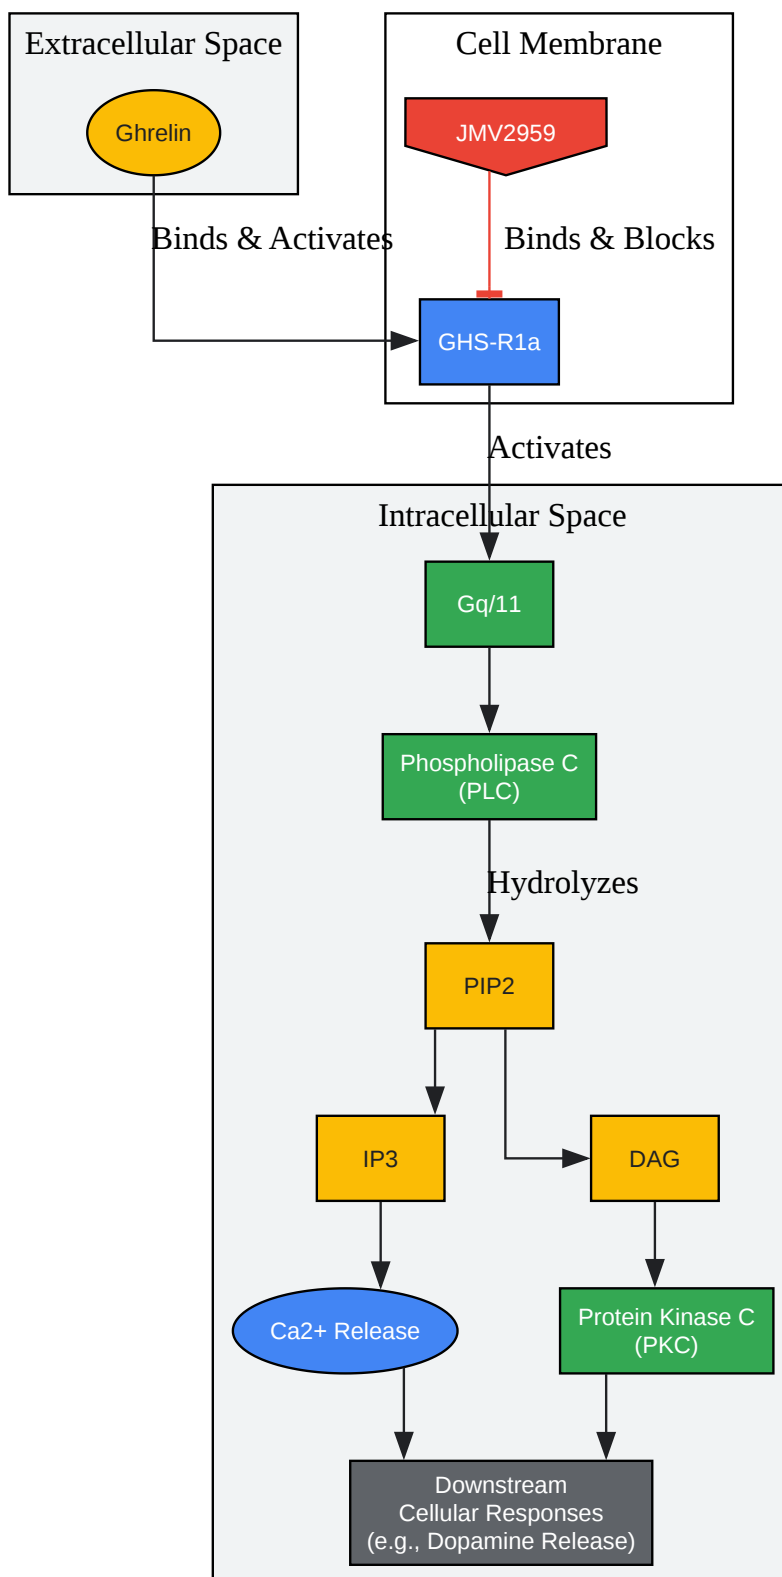 Extracellular Space
Cell Membrane
Ghrelin
JMV2959
Binds & Activates
Binds & Blocks
GHS-R1a
Activates
Intracellular Space
Gq/11
Phospholipase C
(PLC)
Hydrolyzes
PIP2
IP3
DAG
Ca2+ Release
Protein Kinase C
(PKC)
Downstream
Cellular Responses
(e.g., Dopamine Release)